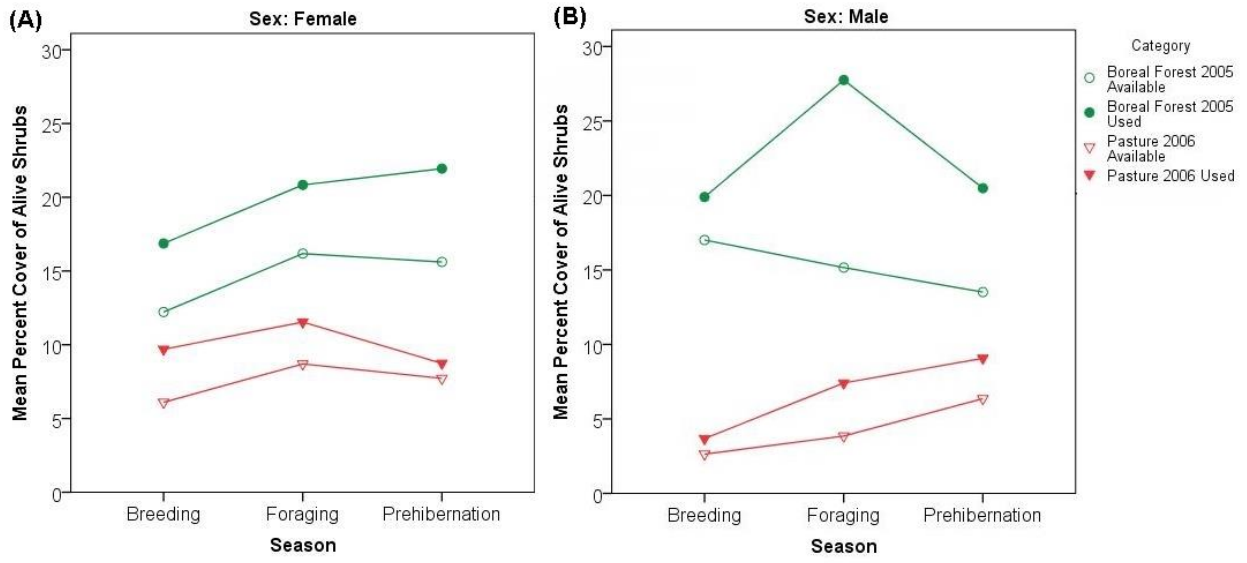 (A)
Sex: Female
Mean Percent Cover of Alive Shrubs
30
25
20
15
10
5
0
Breeding
Foraging
Prehibernation
Season
(B)
Sex: Male
Mean Percent Cover of Alive Shrubs
30
25
20
15
10
5
0
Breeding
Foraging
Prehibernation
Season
Category
Boreal Forest 2005
Available
Boreal Forest 2005
Used
Pasture 2006
Available
Pasture 2006 Used